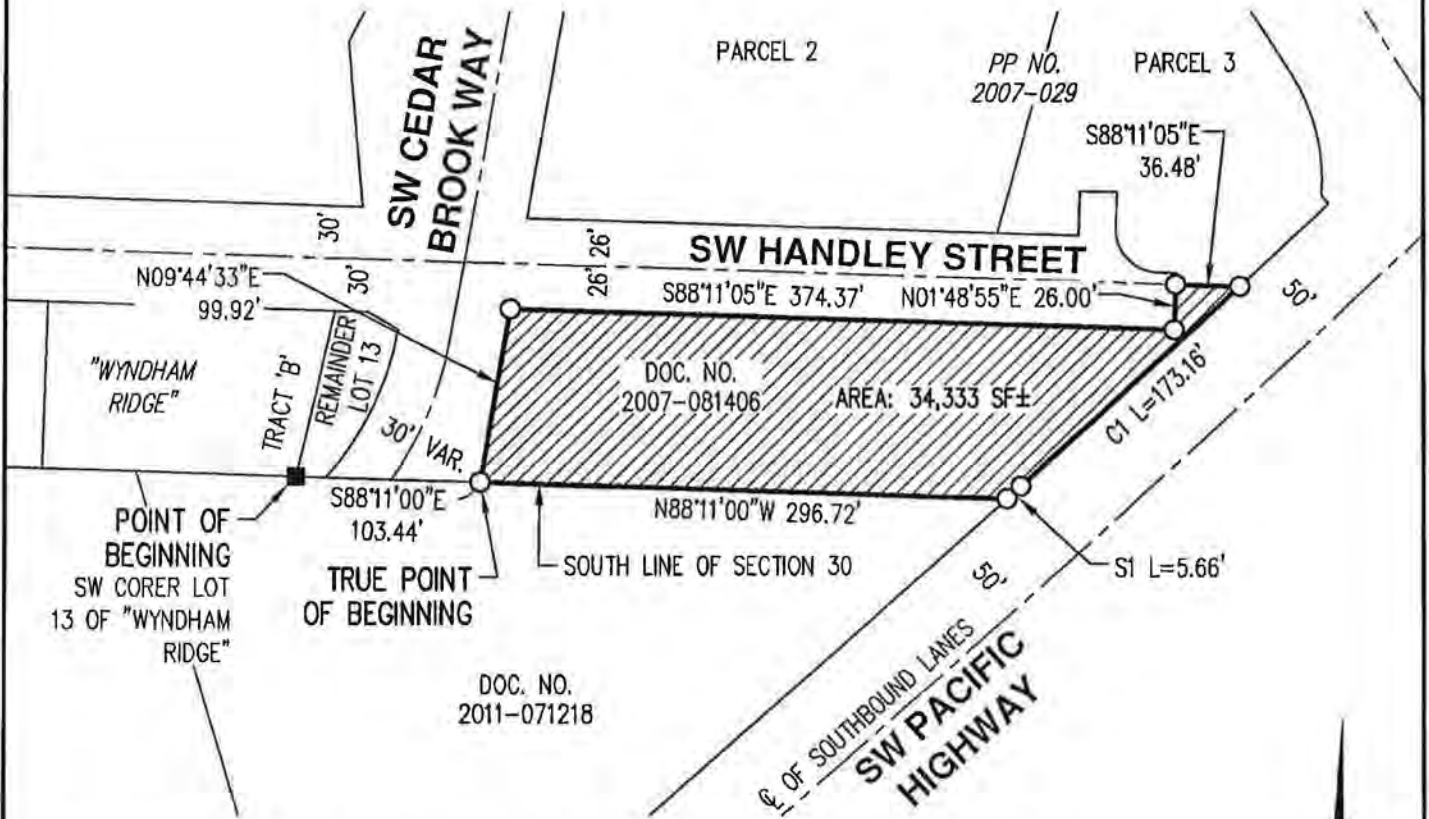 PARCEL 2
PP NO.
2007-029
PARCEL 3
S88°11'05"E
36.48'
SW CEDAR
BROOK WAY
30'
30'
26' 26'
SW HANDLEY STREET
S88°11'05"E 374.37'
N01°48'55"E 26.00'
50'
N09°44'33"E
99.92'
"WYNDHAM
RIDGE"
TRACT 'B'
REMAINDER
LOT 13
30' VAR.
DOC. NO.
2007-081406
AREA: 34,333 SF±
C1 L=173.16'
POINT OF
BEGINNING
SW CORER LOT
13 OF "WYNDHAM
RIDGE"
S88°11'00"E
103.44'
TRUE POINT
OF BEGINNING
N88°11'00"W 296.72'
SOUTH LINE OF SECTION 30
50'
S1 L=5.66'
DOC. NO.
2011-071218
℄ OF SOUTHBOUND LANES
SW PACIFIC
HIGHWAY